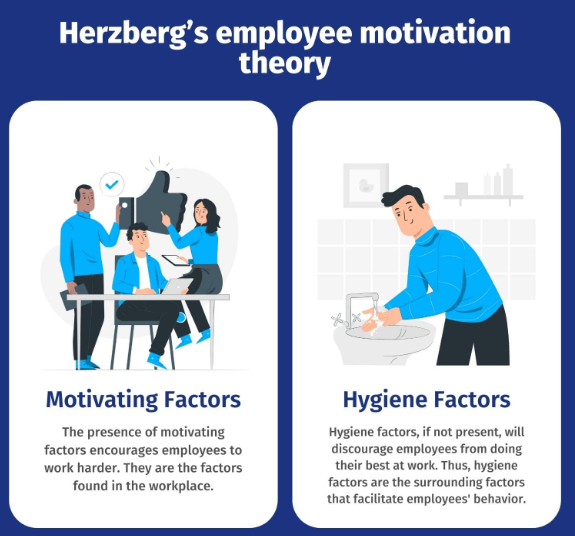 Herzberg’s employee motivation
theory
Motivating Factors
The presence of motivating
factors encourages employees to
work harder. They are the factors
found in the workplace.
Hygiene Factors
Hygiene factors, if not present, will
discourage employees from doing
their best at work. Thus, hygiene
factors are the surrounding factors
that facilitate employees' behavior.